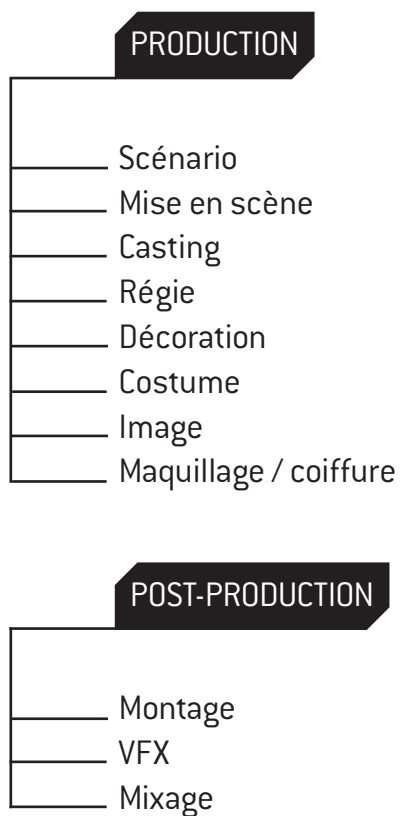 PRODUCTION
Scénario
Mise en scène
Casting
Régie
Décoration
Costume
Image
Maquillage / coiffure
POST-PRODUCTION
Montage
VFX
Mixage